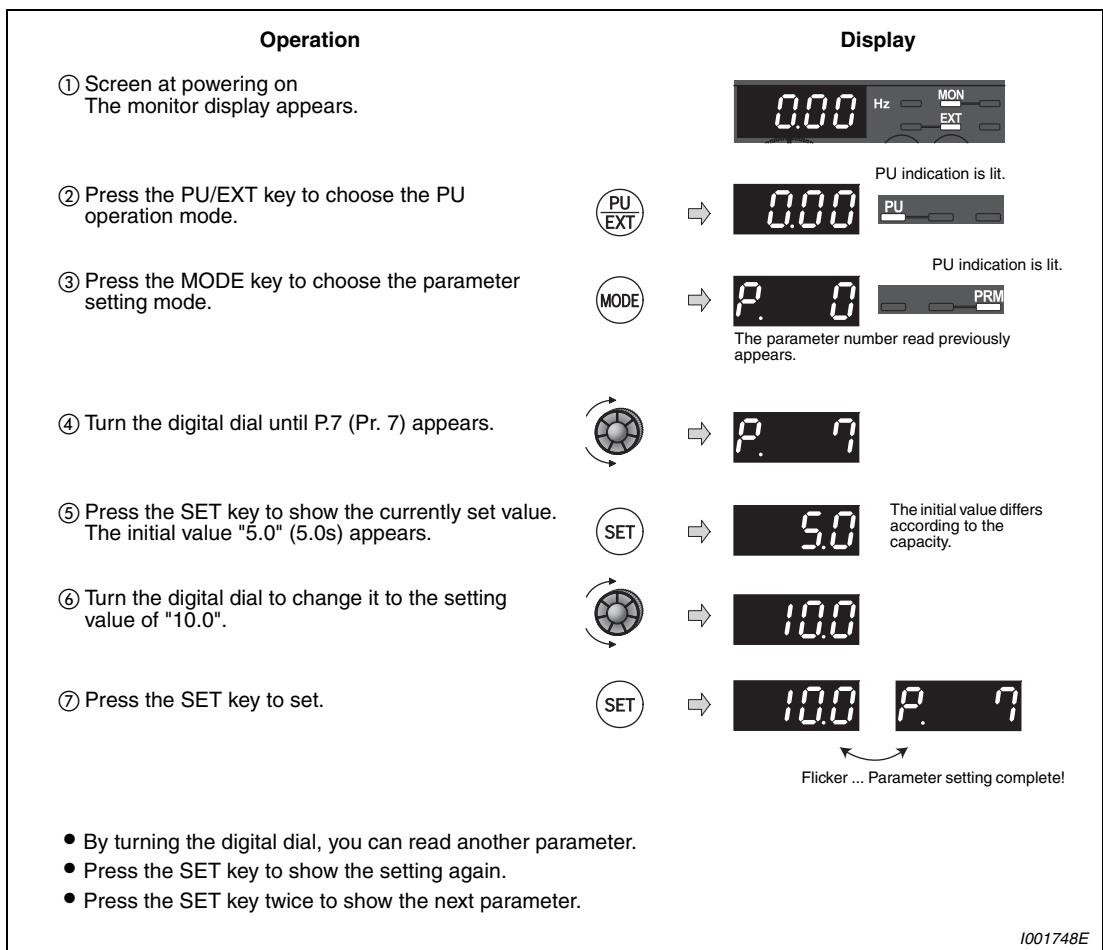 Operation
Display
① Screen at powering on
The monitor display appears.
0.00 Hz MON
EXT
② Press the PU/EXT key to choose the PU
operation mode.
PU
EXT
0.00
PU indication is lit.
PU
③ Press the MODE key to choose the parameter
setting mode.
MODE
P. 0
PU indication is lit.
PRM
The parameter number read previously
appears.
④ Turn the digital dial until P.7 (Pr. 7) appears.
P. 7
⑤ Press the SET key to show the currently set value.
The initial value "5.0" (5.0s) appears.
SET
5.0
The initial value differs
according to the
capacity.
⑥ Turn the digital dial to change it to the setting
value of "10.0".
10.0
⑦ Press the SET key to set.
SET
10.0
P. 7
Flicker ... Parameter setting complete!
● By turning the digital dial, you can read another parameter.
● Press the SET key to show the setting again.
● Press the SET key twice to show the next parameter.
I001748E